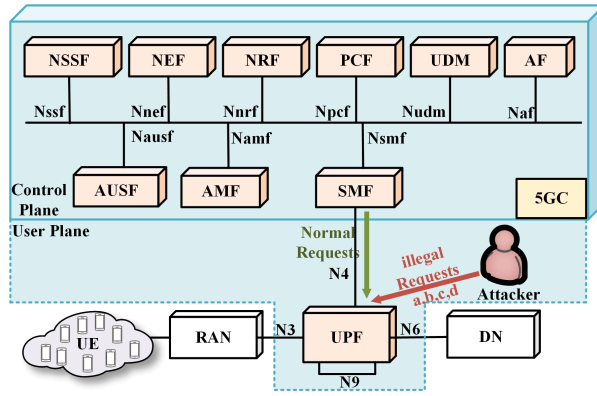 NSSF
NEF
NRF
PCF
UDM
AF
Nssf
Nnef
Nnrf
Npcf
Nudm
Naf
Nausf
Namf
Nsmf
AUSF
AMF
SMF
5GC
Control
Plane
User Plane
Normal
Requests
N4
illegal
Requests
a,b,c,d
Attacker
UE
RAN
N3
UPF
N6
DN
N9